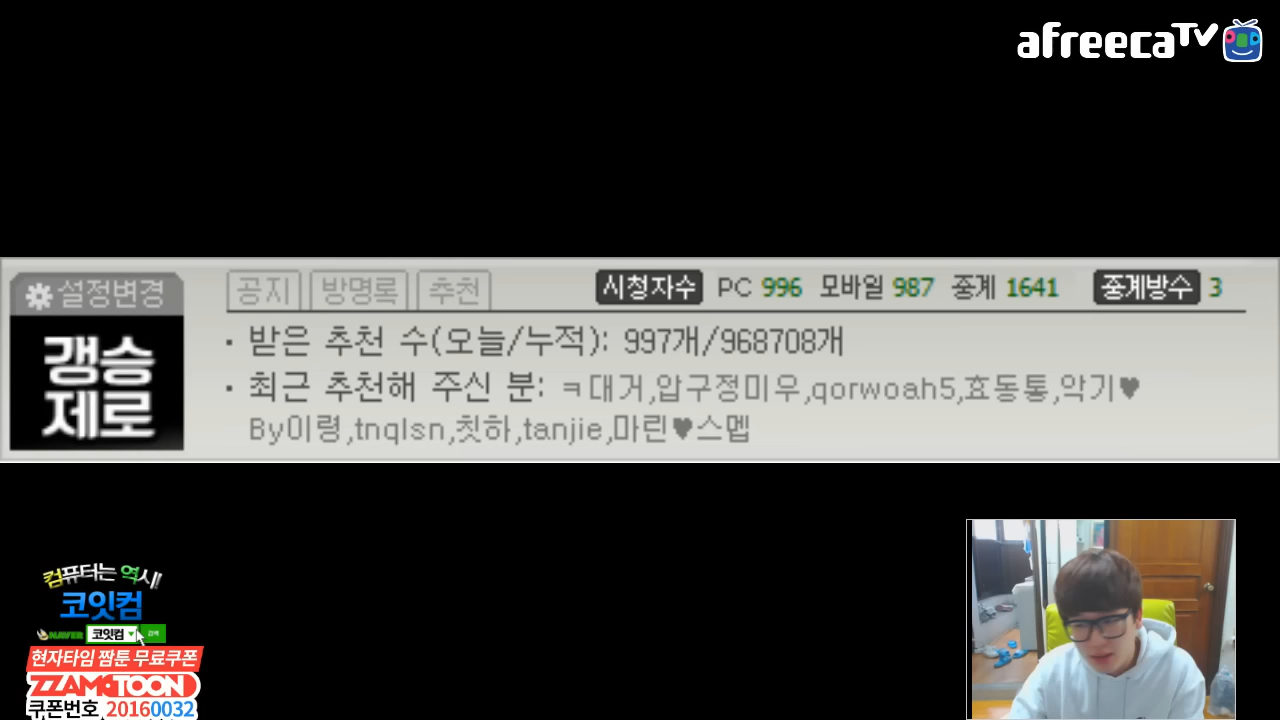 afreecaTV
설정변경
공지 방명록 추천
시청자수 PC 996 모바일 987 중계 1641 중계방수 3
갱승
제로
· 받은 추천 수(오늘/누적): 997개/968708개
· 최근 추천해 주신 분: ㅋ대거,압구정미우,qorwoah5,효동통,악기♥
By이령,tnqlsn,칫하,tanjie,마린♥스멥
컴퓨터는 역시!
코잇컴
NAVER 코잇컴 검색
현자타임 짬툰 무료쿠폰
ZZAMTOON
쿠폰번호 20160032